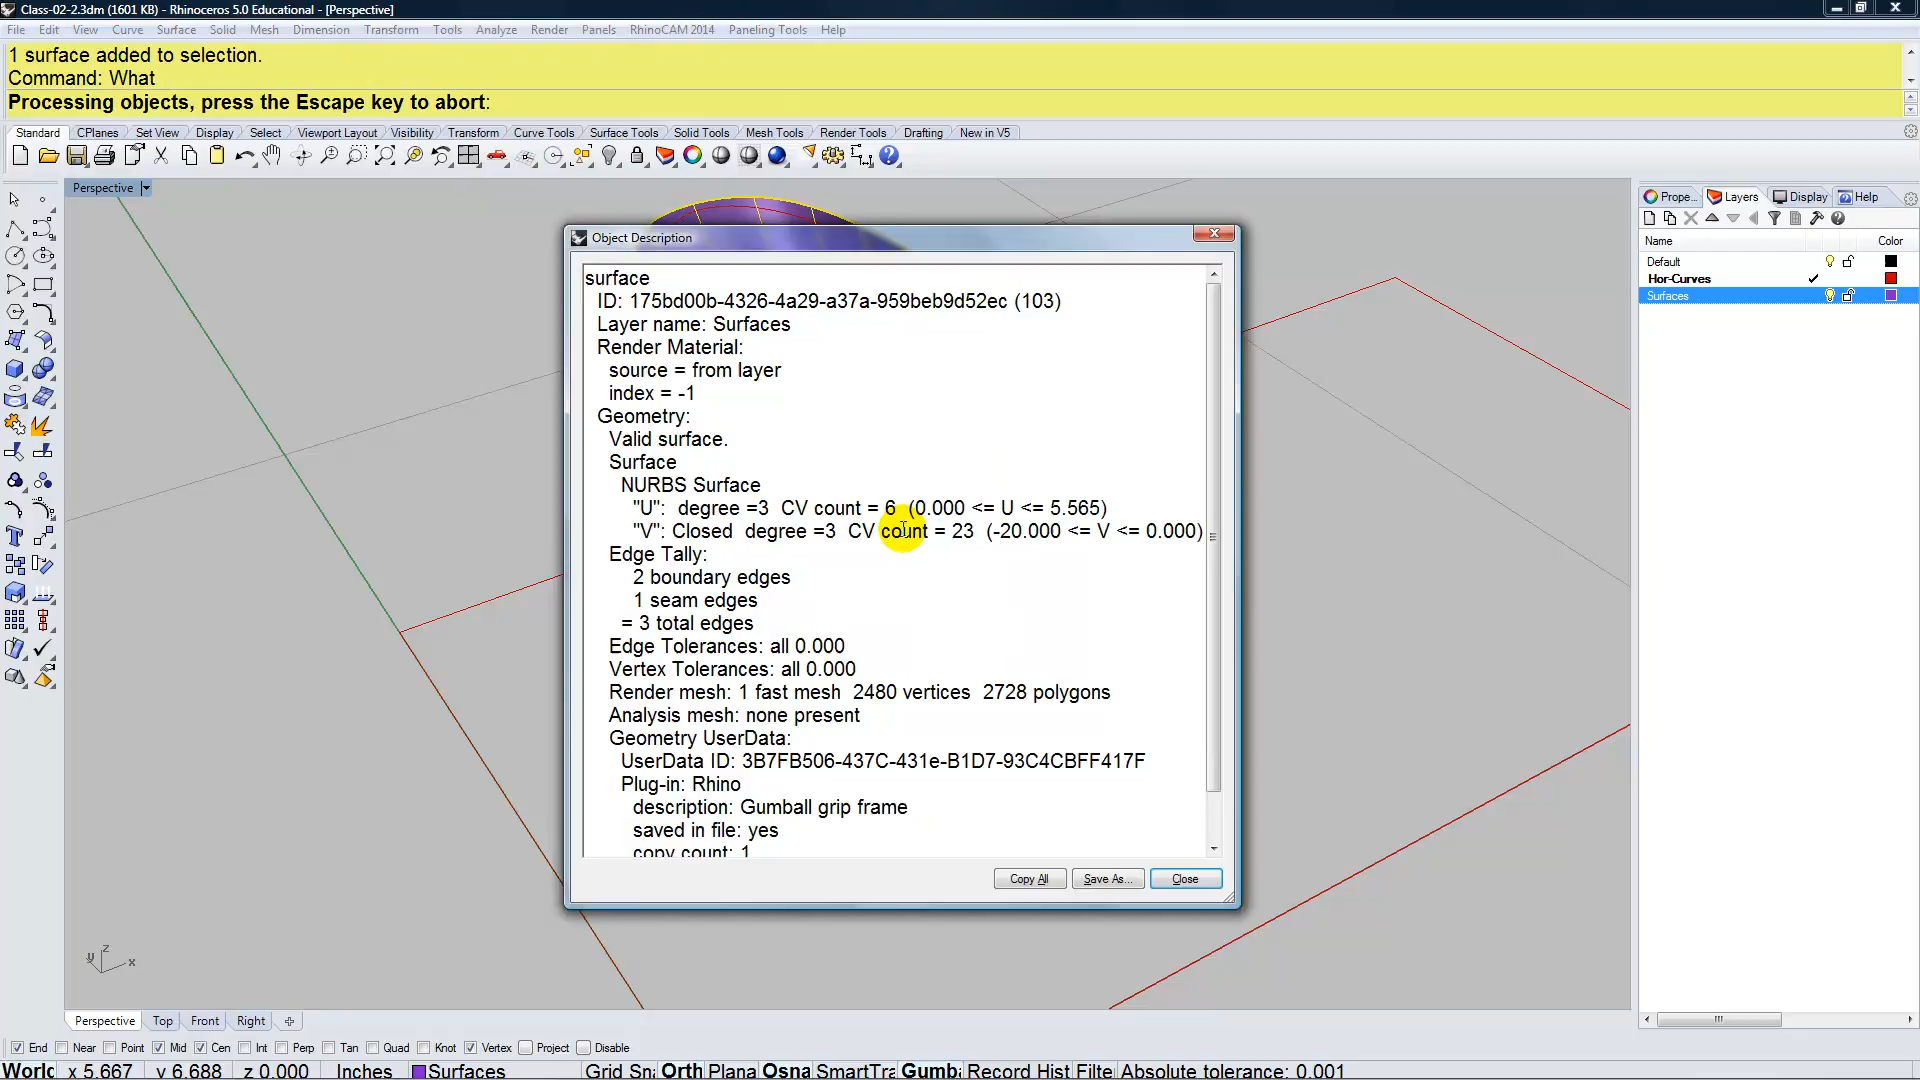 Class-02-2.3dm (1601 KB) - Rhinoceros 5.0 Educational - [Perspective]
File Edit View Curve Surface Solid Mesh Dimension Transform Tools Analyze Render Panels RhinoCAM 2014 Paneling Tools Help
1 surface added to selection.
Command: What
Processing objects, press the Escape key to abort:
Standard CPlanes Set View Display Select Viewport Layout Visibility Transform Curve Tools Surface Tools Solid Tools Mesh Tools Render Tools Drafting New in V5
Perspective
Prope... Layers Display Help
Name Color
Default
Hor-Curves
Surfaces
Object Description
surface
ID: 175bd00b-4326-4a29-a37a-959beb9d52ec (103)
Layer name: Surfaces
Render Material:
source = from layer
index = -1
Geometry:
Valid surface.
Surface
NURBS Surface
"U": degree =3 CV count = 6 (0.000 <= U <= 5.565)
"V": Closed degree =3 CV count = 23 (-20.000 <= V <= 0.000)
Edge Tally:
2 boundary edges
1 seam edges
= 3 total edges
Edge Tolerances: all 0.000
Vertex Tolerances: all 0.000
Render mesh: 1 fast mesh 2480 vertices 2728 polygons
Analysis mesh: none present
Geometry UserData:
UserData ID: 3B7FB506-437C-431e-B1D7-93C4CBFF417F
Plug-in: Rhino
description: Gumball grip frame
saved in file: yes
copy count: 1
Copy All Save As... Close
z
y x
Perspective Top Front Right
End Near Point Mid Cen Int Perp Tan Quad Knot Vertex Project Disable
World x 5.667 y 6.688 z 0.000 Inches Surfaces Grid Sn Orth Plana Osna SmartTra Gumba Record Hist Filte Absolute tolerance: 0.001